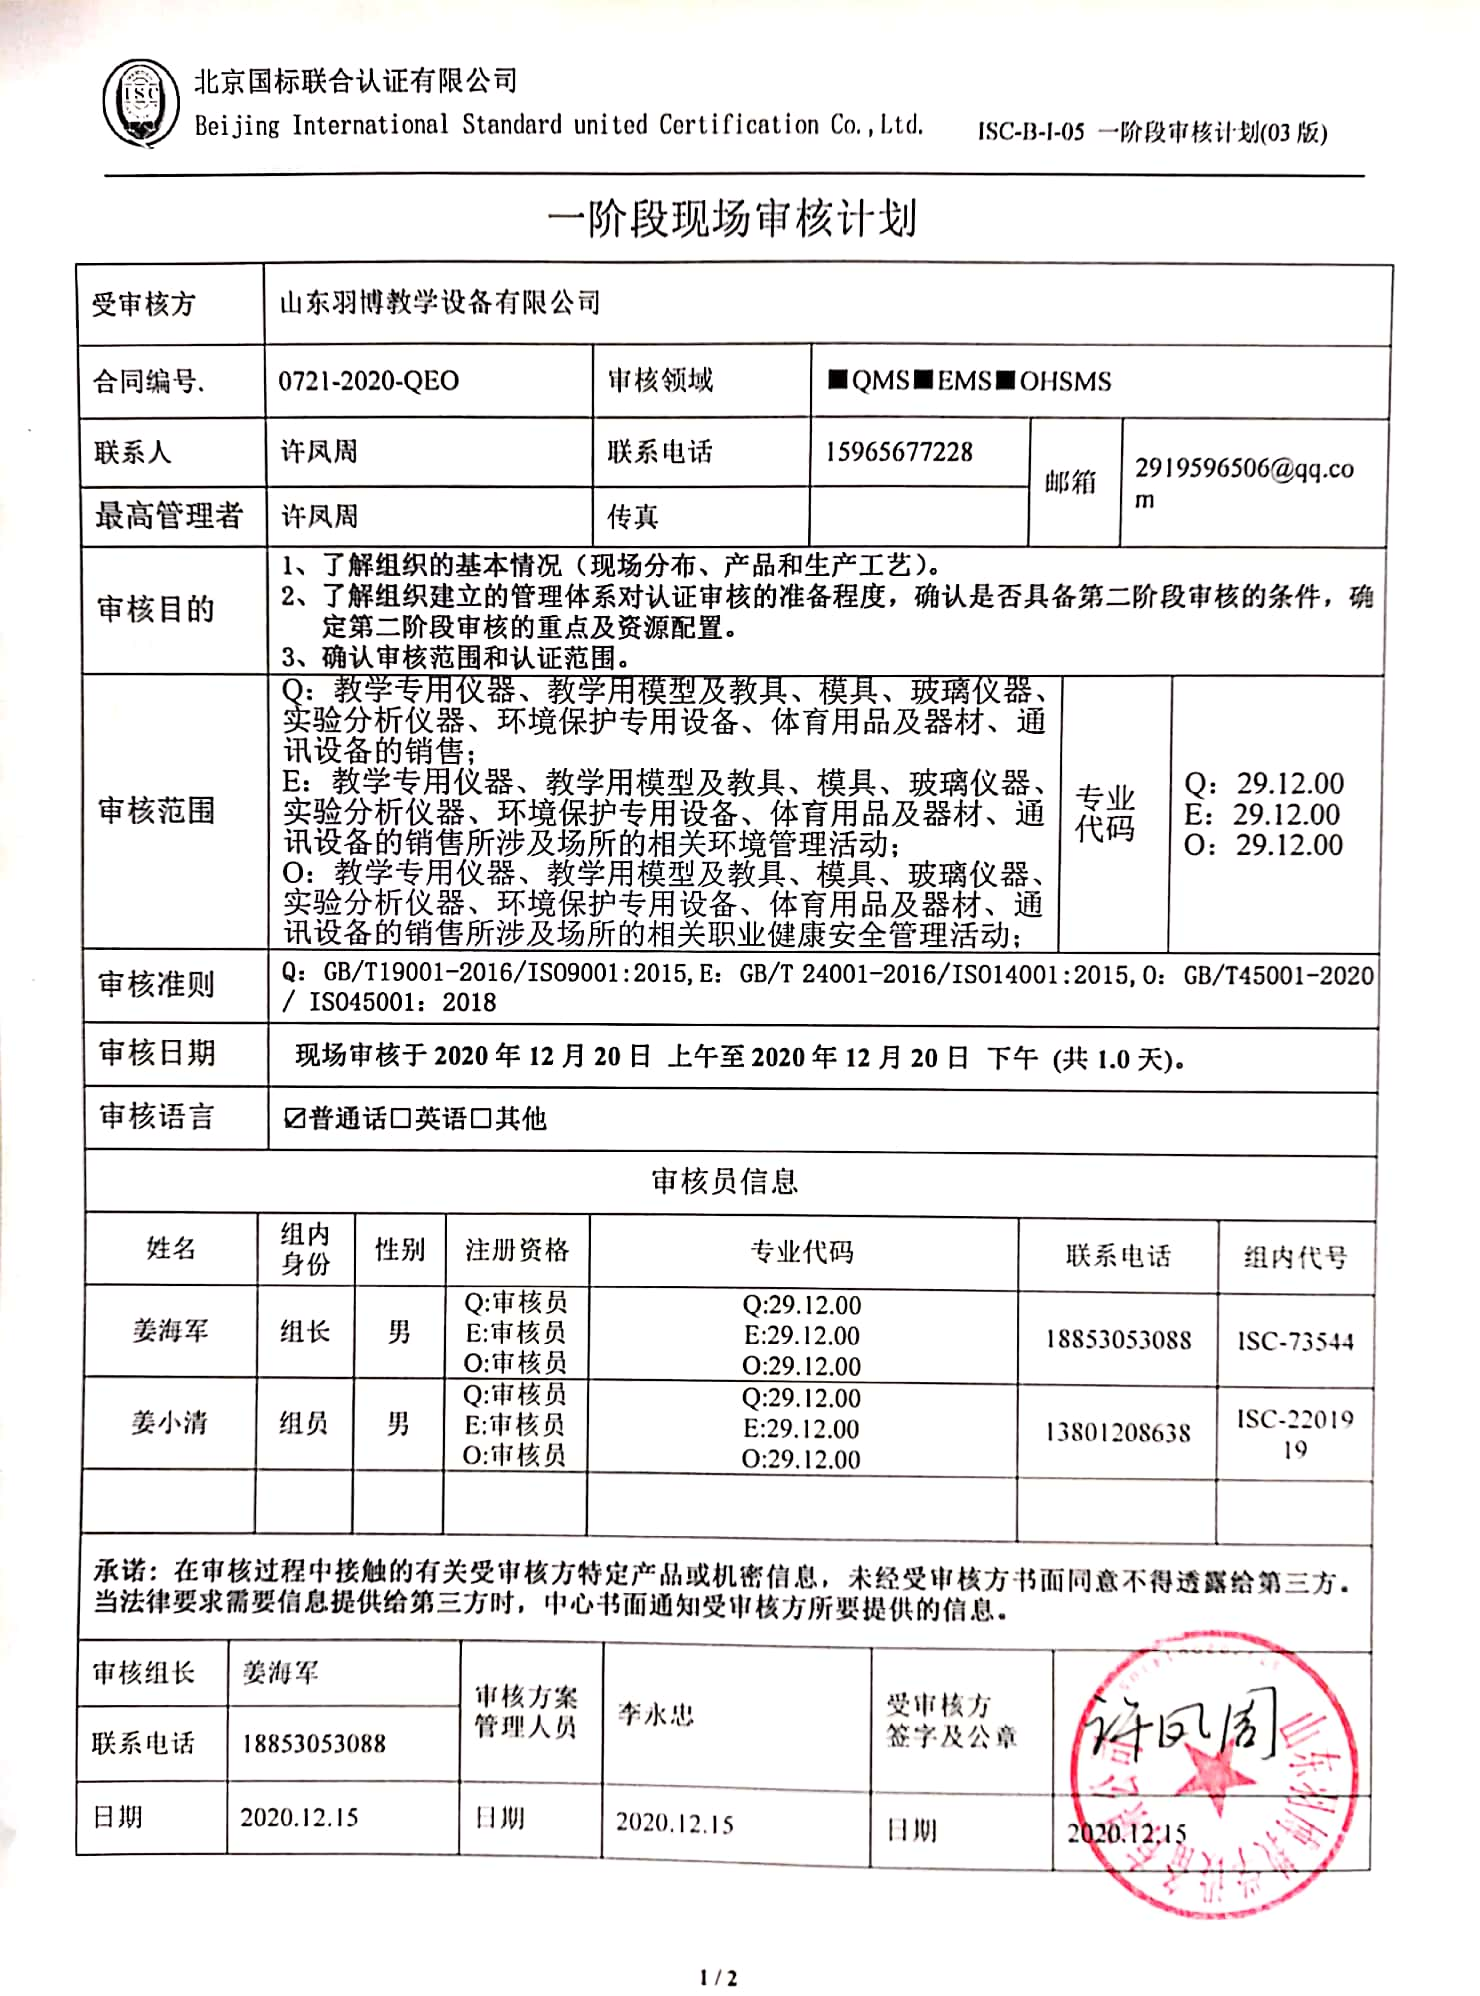 ISC
北京国标联合认证有限公司
Beijing International Standard united Certification Co.,Ltd.
ISC-B-I-05 一阶段审核计划(03 版)
一阶段现场审核计划
受审核方
山东羽博教学设备有限公司
合同编号.
0721-2020-QEO
审核领域
■QMS■EMS■OHSMS
联系人
许凤周
联系电话
15965677228
邮箱
2919596506@qq.co
m
最高管理者
许凤周
传真
审核目的
1、了解组织的基本情况（现场分布、产品和生产工艺）。
2、了解组织建立的管理体系对认证审核的准备程度，确认是否具备第二阶段审核的条件，确
定第二阶段审核的重点及资源配置。
3、确认审核范围和认证范围。
审核范围
Q：教学专用仪器、教学用模型及教具、模具、玻璃仪器、
实验分析仪器、环境保护专用设备、体育用品及器材、通
讯设备的销售；
E：教学专用仪器、教学用模型及教具、模具、玻璃仪器、
实验分析仪器、环境保护专用设备、体育用品及器材、通
讯设备的销售所涉及场所的相关环境管理活动；
O：教学专用仪器、教学用模型及教具、模具、玻璃仪器、
实验分析仪器、环境保护专用设备、体育用品及器材、通
讯设备的销售所涉及场所的相关职业健康安全管理活动；
专业
代码
Q：29.12.00
E：29.12.00
O：29.12.00
审核准则
Q：GB/T19001-2016/ISO9001:2015,E：GB/T 24001-2016/ISO14001:2015,O：GB/T45001-2020
/ ISO45001：2018
审核日期
现场审核于 2020 年 12 月 20 日 上午至 2020 年 12 月 20 日 下午 (共 1.0 天)。
审核语言
☑普通话□英语□其他
审核员信息
姓名
组内
身份
性别
注册资格
专业代码
联系电话
组内代号
姜海军
组长
男
Q:审核员
E:审核员
O:审核员
Q:29.12.00
E:29.12.00
O:29.12.00
18853053088
ISC-73544
姜小清
组员
男
Q:审核员
E:审核员
O:审核员
Q:29.12.00
E:29.12.00
O:29.12.00
13801208638
ISC-22019
19
承诺：在审核过程中接触的有关受审核方特定产品或机密信息，未经受审核方书面同意不得透露给第三方。
当法律要求需要信息提供给第三方时，中心书面通知受审核方所要提供的信息。
审核组长
姜海军
审核方案
管理人员
李永忠
受审核方
签字及公章
许凤周
联系电话
18853053088
日期
2020.12.15
日期
2020.12.15
日期
2020.12.15
山东羽博教学设备有限公司
1 / 2